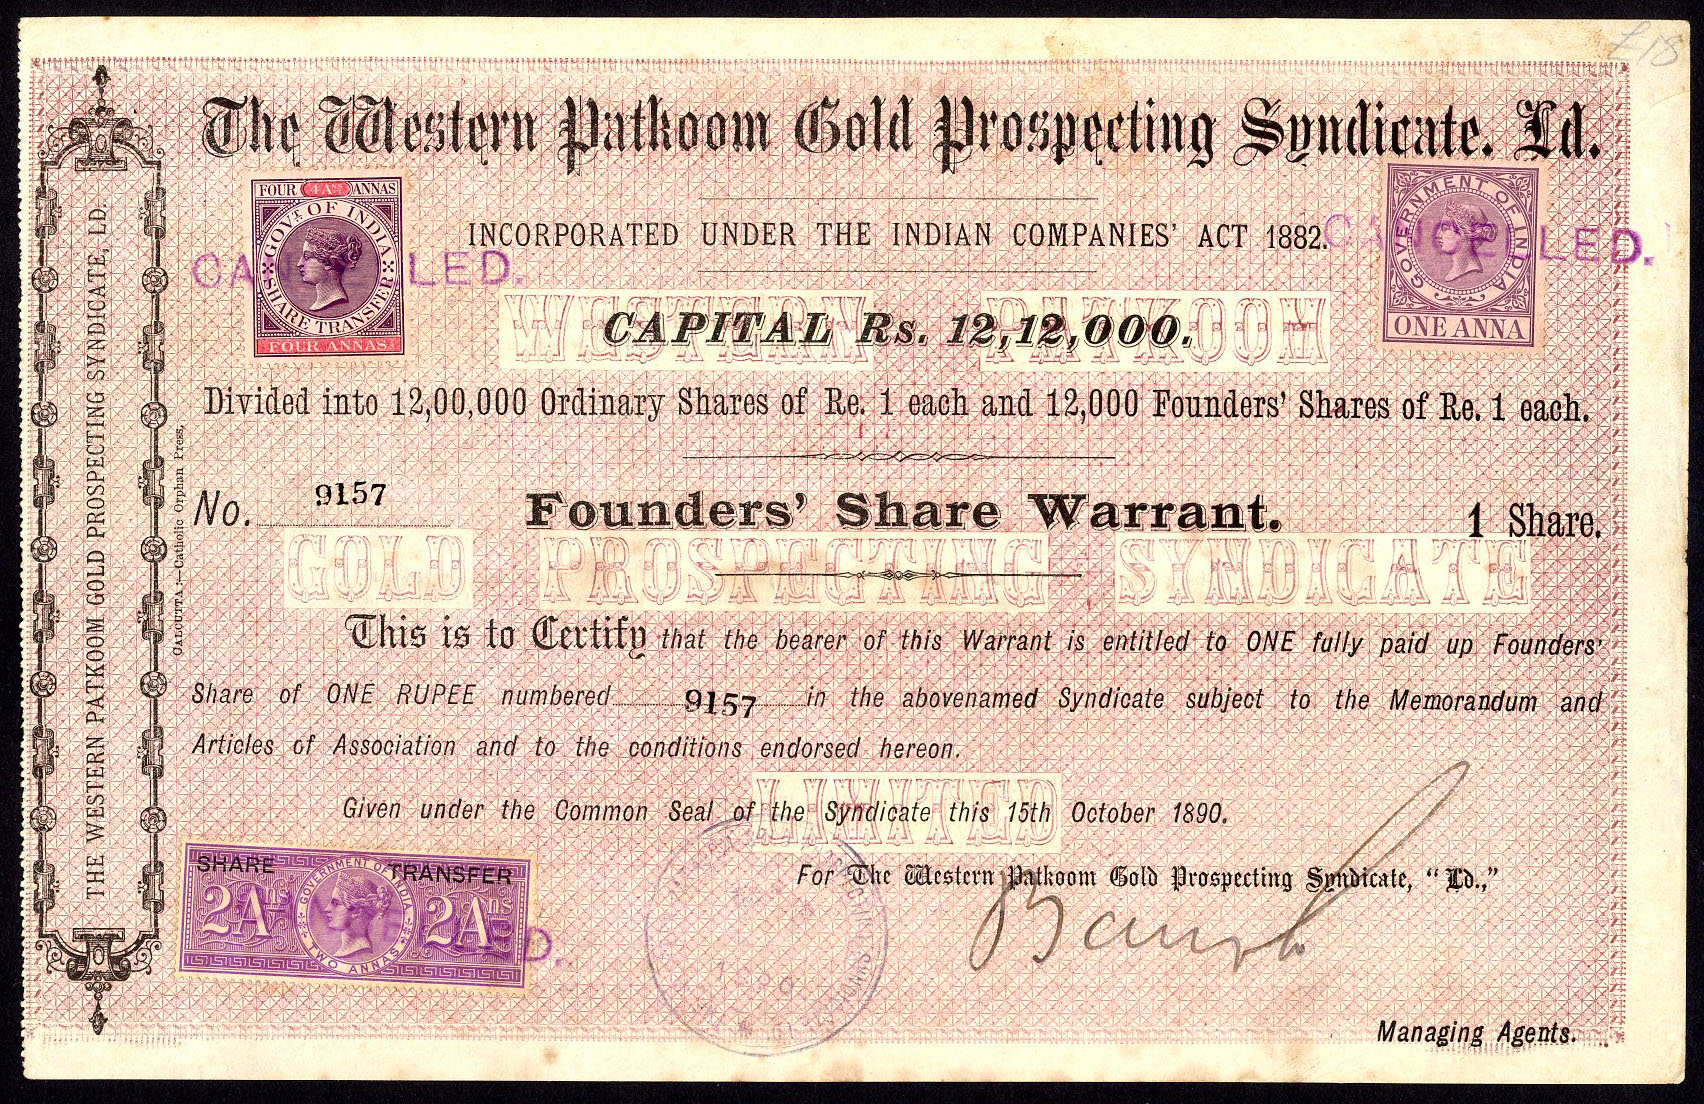 £18
The Western Patkoom Gold Prospecting Syndicate. Ld.
FOUR 4 AS ANNAS
GOVT. OF INDIA
SHARE TRANSFER
FOUR ANNAS
INCORPORATED UNDER THE INDIAN COMPANIES' ACT 1882.
GOVERNMENT OF INDIA
ONE ANNA
CANCELLED.
CANCELLED.
WESTERN PATKOOM
CAPITAL Rs. 12,12,000.
Divided into 12,00,000 Ordinary Shares of Re. 1 each and 12,000 Founders' Shares of Re. 1 each.
No. 9157 Founders' Share Warrant. 1 Share.
GOLD PROSPECTING SYNDICATE
This is to Certify that the bearer of this Warrant is entitled to ONE fully paid up Founders'
Share of ONE RUPEE numbered 9157 in the abovenamed Syndicate subject to the Memorandum and
Articles of Association and to the conditions endorsed hereon.
LIMITED
Given under the Common Seal of the Syndicate this 15th October 1890.
For The Western Patkoom Gold Prospecting Syndicate, "Ld.,"
Managing Agents.
SHARE TRANSFER
2 Ans GOVERNMENT OF INDIA 2 Ans
TWO ANNAS
D.
THE WESTERN PATKOOM GOLD PROSPECTING SYNDICATE, LD.
CALCUTTA:—Catholic Orphan Press.